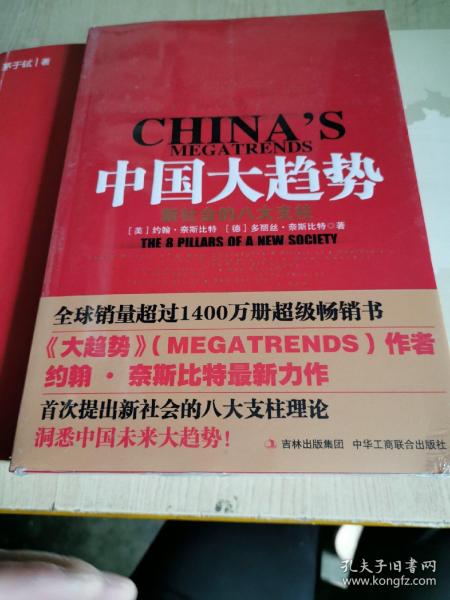 茅于轼 | 著
CHINA'S
MEGATRENDS
中国大趋势
新社会的八大支柱
[美] 约翰·奈斯比特 [德] 多丽丝·奈斯比特 著
THE 8 PILLARS OF A NEW SOCIETY
全球销量超过1400万册超级畅销书
《大趋势》(MEGATRENDS) 作者
约翰·奈斯比特最新力作
首次提出新社会的八大支柱理论
洞悉中国未来大趋势!
吉林出版集团 中华工商联合出版社
孔夫子旧书网
kongfz.com